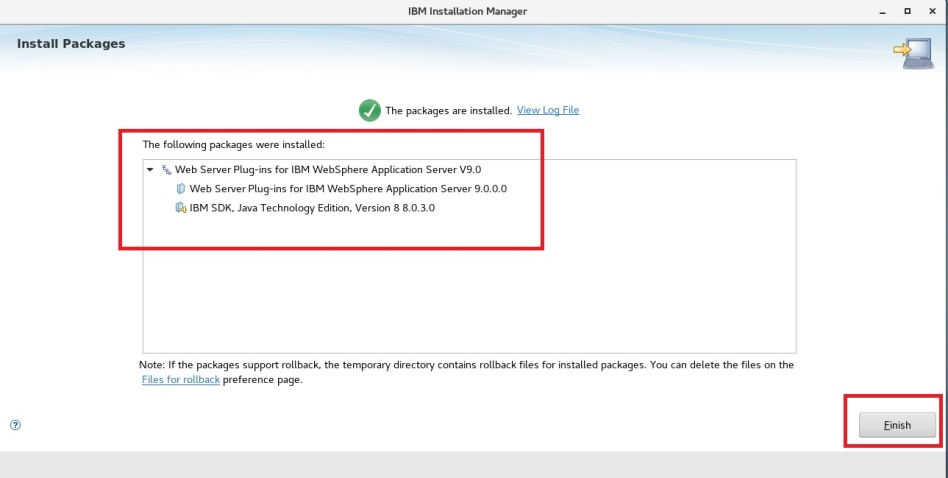 IBM Installation Manager
Install Packages
The packages are installed. View Log File
The following packages were installed:
Web Server Plug-ins for IBM WebSphere Application Server V9.0
Web Server Plug-ins for IBM WebSphere Application Server 9.0.0.0
IBM SDK, Java Technology Edition, Version 8 8.0.3.0
Note: If the packages support rollback, the temporary directory contains rollback files for installed packages. You can delete the files on the
Files for rollback preference page.
?
Finish